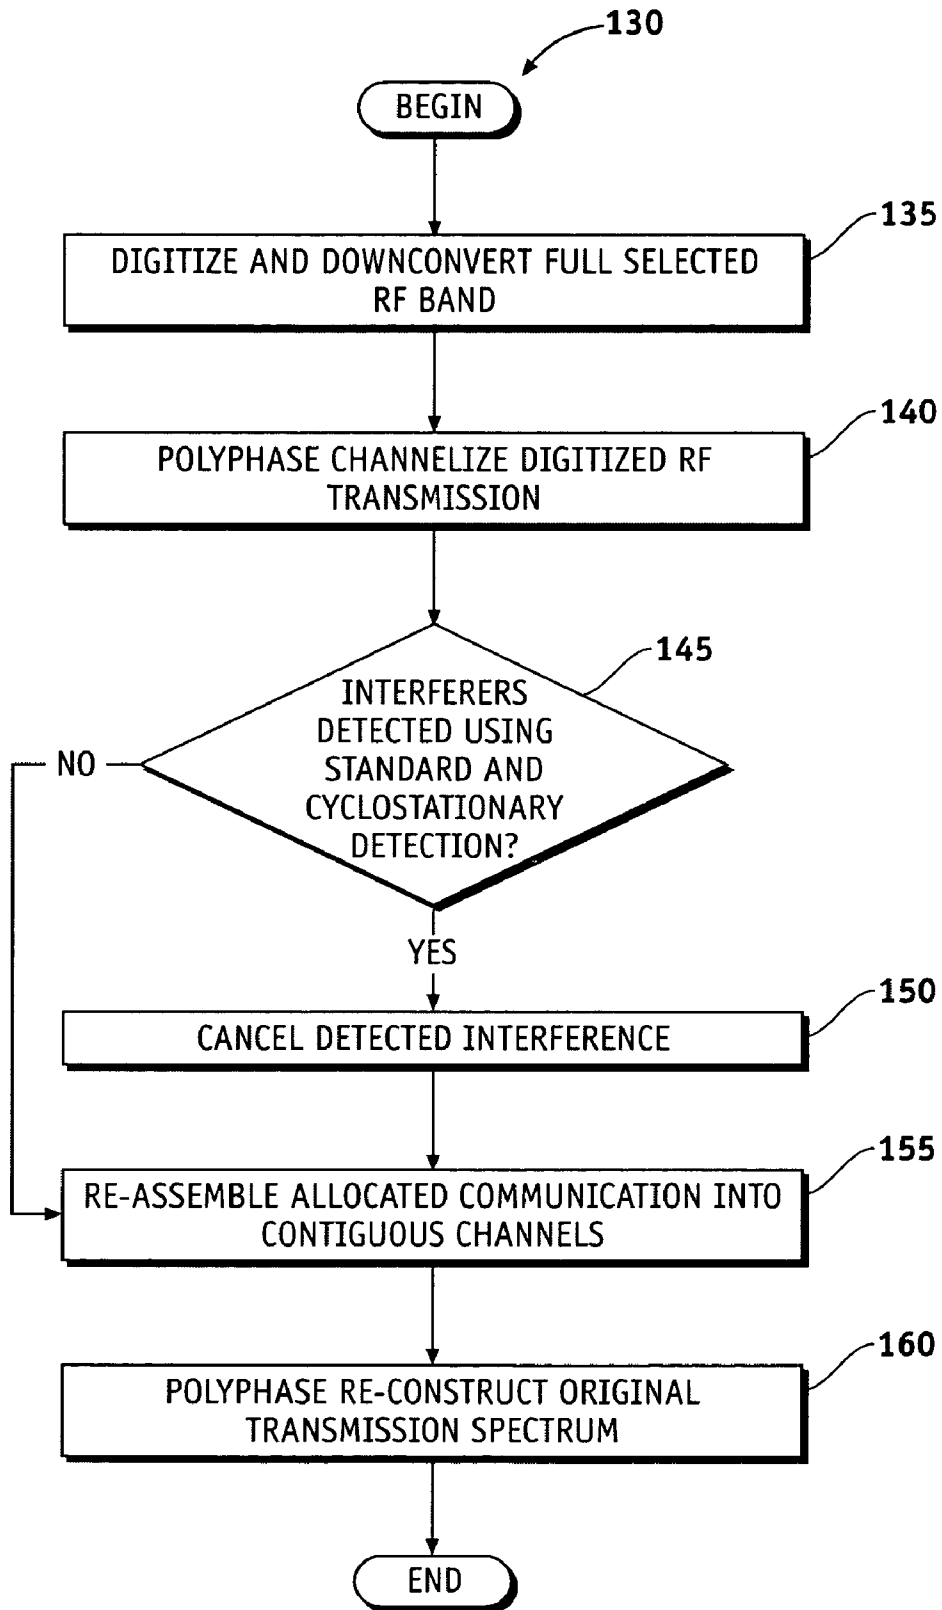 130
BEGIN
135
DIGITIZE AND DOWNCONVERT FULL SELECTED
RF BAND
140
POLYPHASE CHANNELIZE DIGITIZED RF
TRANSMISSION
145
INTERFERERS
DETECTED USING
STANDARD AND
CYCLOSTATIONARY
DETECTION?
NO
YES
150
CANCEL DETECTED INTERFERENCE
155
RE-ASSEMBLE ALLOCATED COMMUNICATION INTO
CONTIGUOUS CHANNELS
160
POLYPHASE RE-CONSTRUCT ORIGINAL
TRANSMISSION SPECTRUM
END